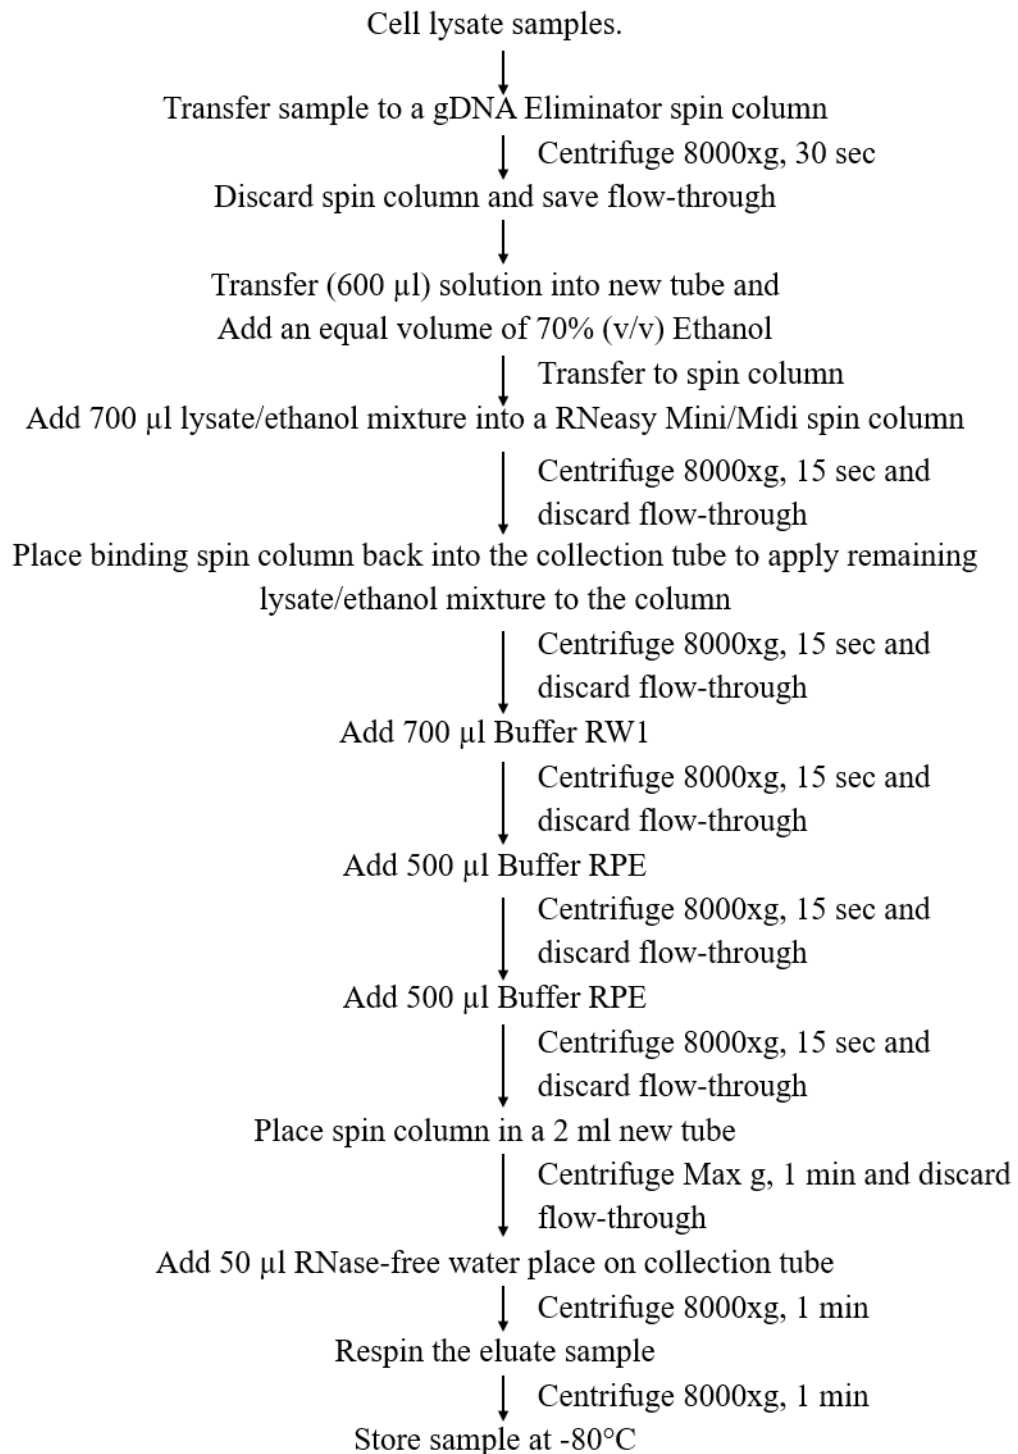 Cell lysate samples.
Transfer sample to a gDNA Eliminator spin column
Centrifuge 8000xg, 30 sec
Discard spin column and save flow-through
Transfer (600 µl) solution into new tube and
Add an equal volume of 70% (v/v) Ethanol
Transfer to spin column
Add 700 µl lysate/ethanol mixture into a RNeasy Mini/Midi spin column
Centrifuge 8000xg, 15 sec and
discard flow-through
Place binding spin column back into the collection tube to apply remaining
lysate/ethanol mixture to the column
Centrifuge 8000xg, 15 sec and
discard flow-through
Add 700 µl Buffer RW1
Centrifuge 8000xg, 15 sec and
discard flow-through
Add 500 µl Buffer RPE
Centrifuge 8000xg, 15 sec and
discard flow-through
Add 500 µl Buffer RPE
Centrifuge 8000xg, 15 sec and
discard flow-through
Place spin column in a 2 ml new tube
Centrifuge Max g, 1 min and discard
flow-through
Add 50 µl RNase-free water place on collection tube
Centrifuge 8000xg, 1 min
Respin the eluate sample
Centrifuge 8000xg, 1 min
Store sample at -80°C